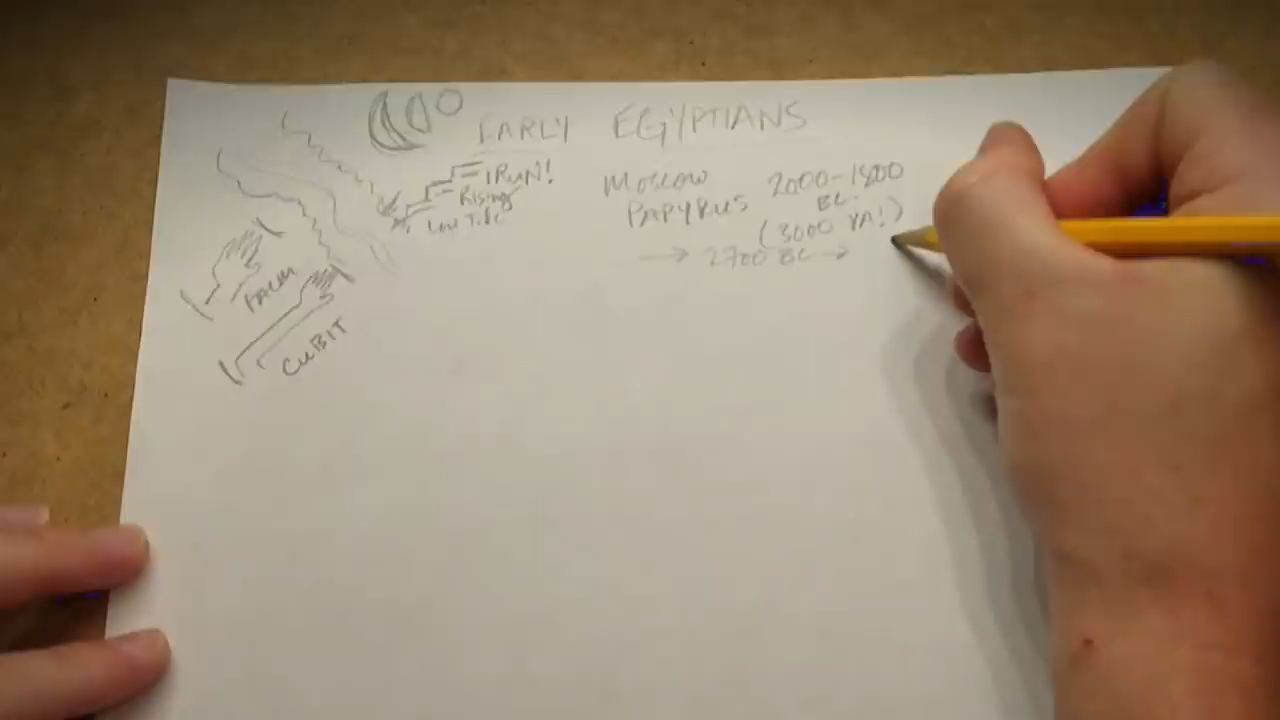 EARLY EGYPTIANS
RUN!
Rising
Low Tide
MOSCOW
PAPYRUS
2000-1800
BC.
(3000 YA!)
→ 2700 BC →
PALM
CUBIT